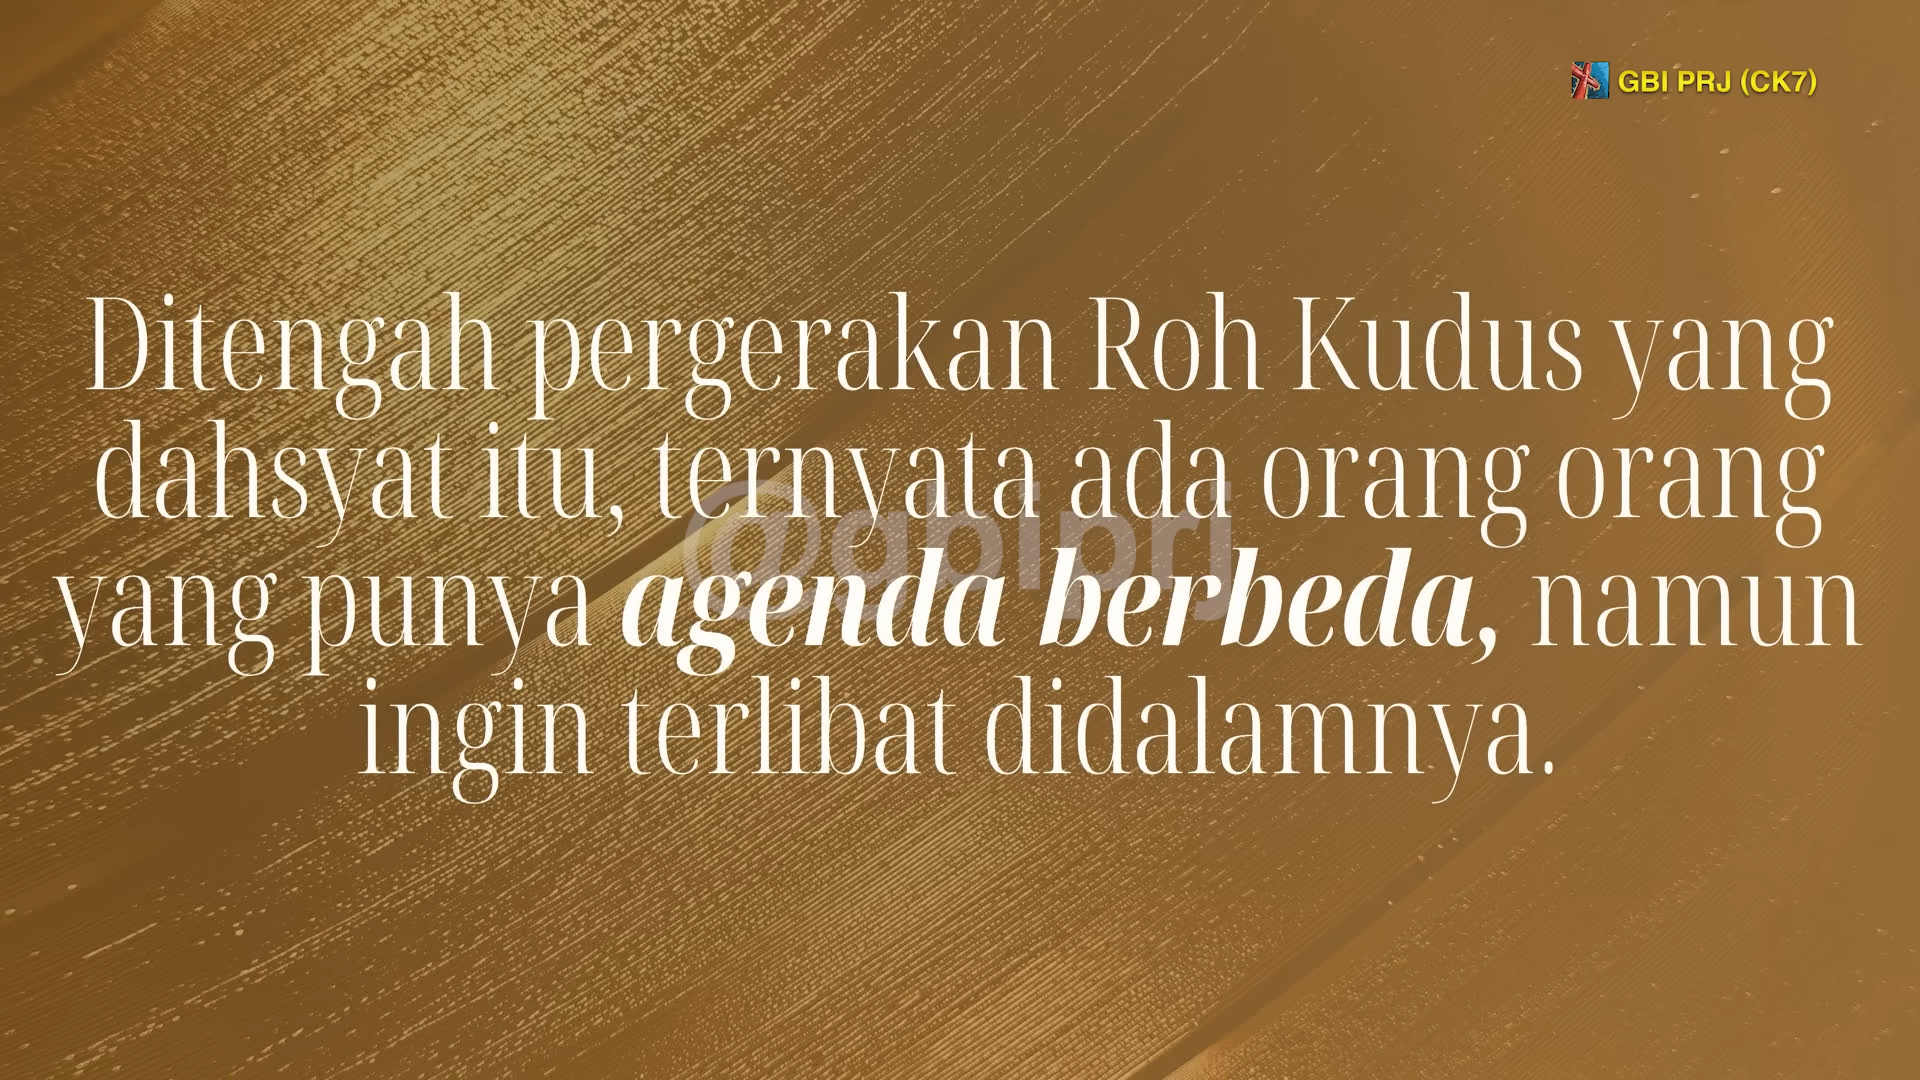 GBI PRJ (CK7)
Ditengah pergerakan Roh Kudus yang
dahsyat itu, ternyata ada orang orang
@gbiprj
yang punya agenda berbeda, namun
ingin terlibat didalamnya.